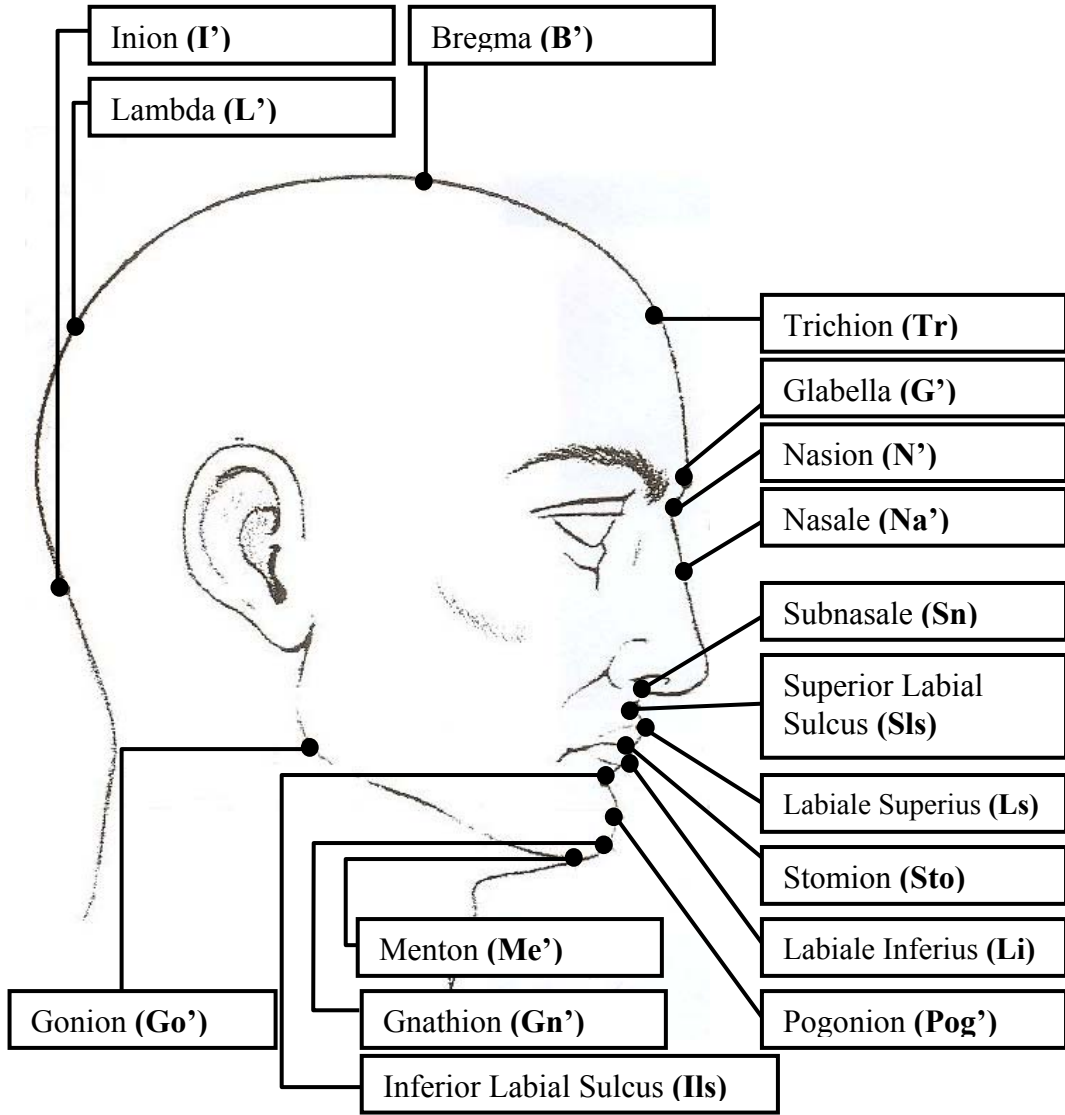 Inion (I’)
Bregma (B’)
Lambda (L’)
Trichion (Tr)
Glabella (G’)
Nasion (N’)
Nasale (Na’)
Subnasale (Sn)
Superior Labial
Sulcus (Sls)
Labiale Superius (Ls)
Stomion (Sto)
Labiale Inferius (Li)
Pogonion (Pog’)
Menton (Me’)
Gnathion (Gn’)
Gonion (Go’)
Inferior Labial Sulcus (Ils)